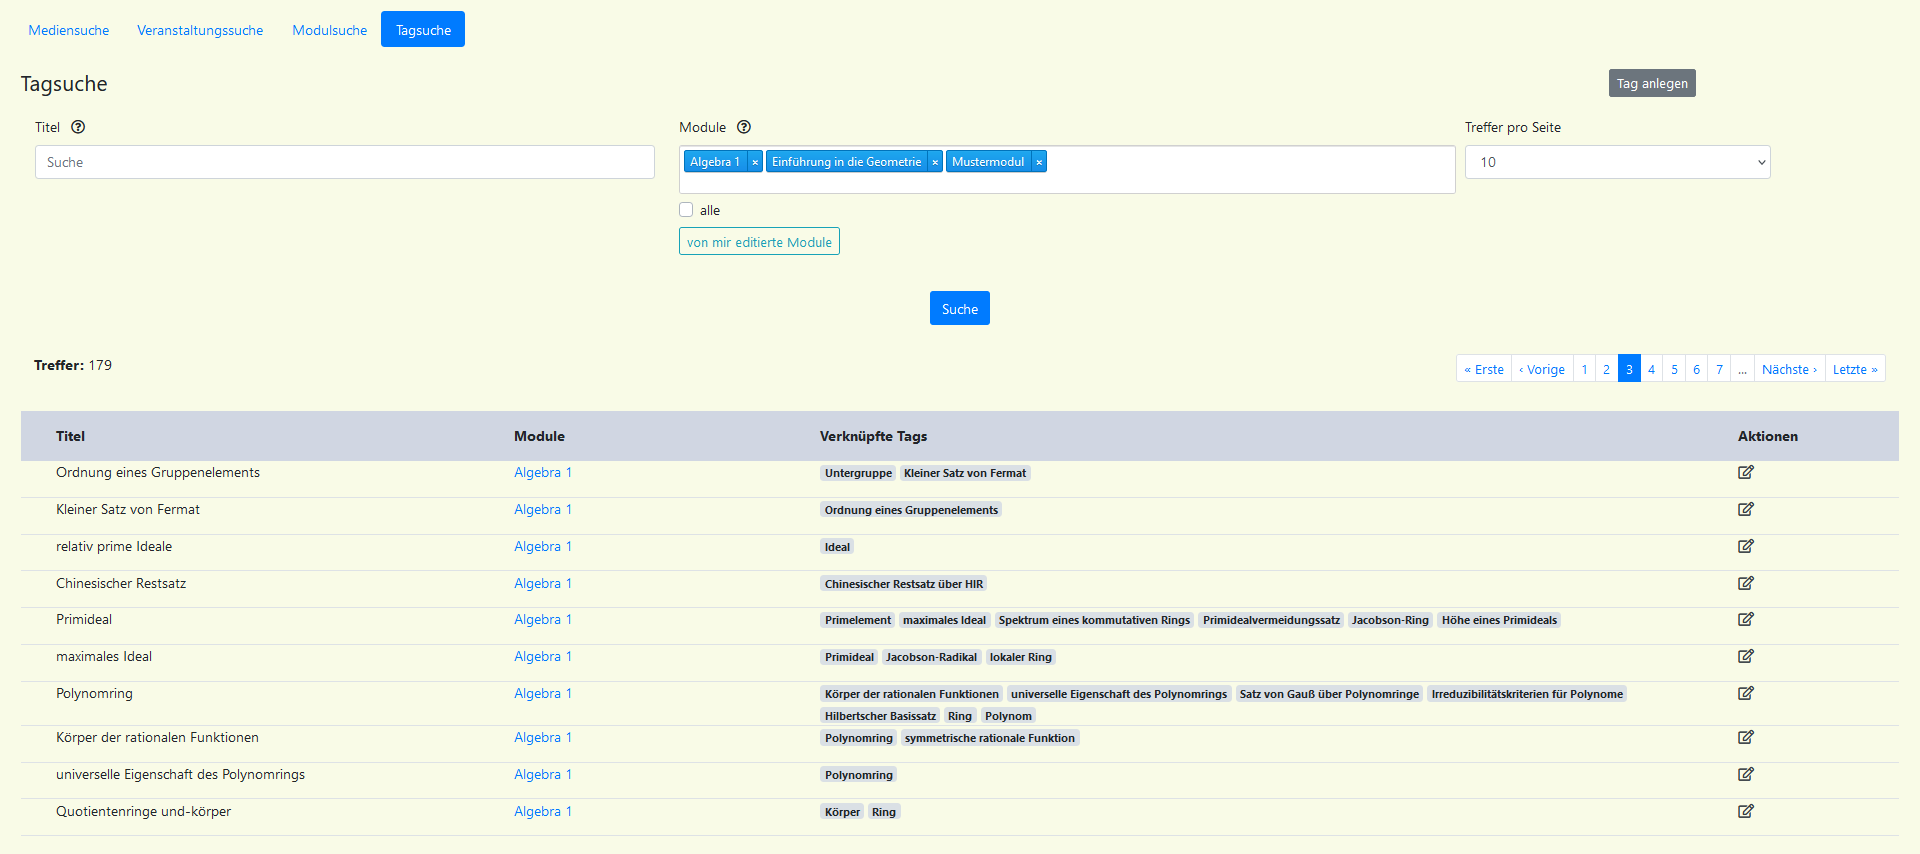 Mediensuche Veranstaltungssuche Modulsuche Tagsuche
Tagsuche Tag anlegen
Titel Module Treffer pro Seite
Suche Algebra 1 × Einführung in die Geometrie × Mustermodul × 10
alle
von mir editierte Module
Suche
Treffer: 179 « Erste ‹ Vorige 1 2 3 4 5 6 7 ... Nächste › Letzte »
Titel Module Verknüpfte Tags Aktionen
Ordnung eines Gruppenelements Algebra 1 Untergruppe Kleiner Satz von Fermat
Kleiner Satz von Fermat Algebra 1 Ordnung eines Gruppenelements
relativ prime Ideale Algebra 1 Ideal
Chinesischer Restsatz Algebra 1 Chinesischer Restsatz über HIR
Primideal Algebra 1 Primelement maximales Ideal Spektrum eines kommutativen Rings Primidealvermeidungssatz Jacobson-Ring Höhe eines Primideals
maximales Ideal Algebra 1 Primideal Jacobson-Radikal lokaler Ring
Polynomring Algebra 1 Körper der rationalen Funktionen universelle Eigenschaft des Polynomrings Satz von Gauß über Polynomringe Irreduzibilitätskriterien für Polynome
Hilbertscher Basissatz Ring Polynom
Körper der rationalen Funktionen Algebra 1 Polynomring symmetrische rationale Funktion
universelle Eigenschaft des Polynomrings Algebra 1 Polynomring
Quotientenringe und-körper Algebra 1 Körper Ring